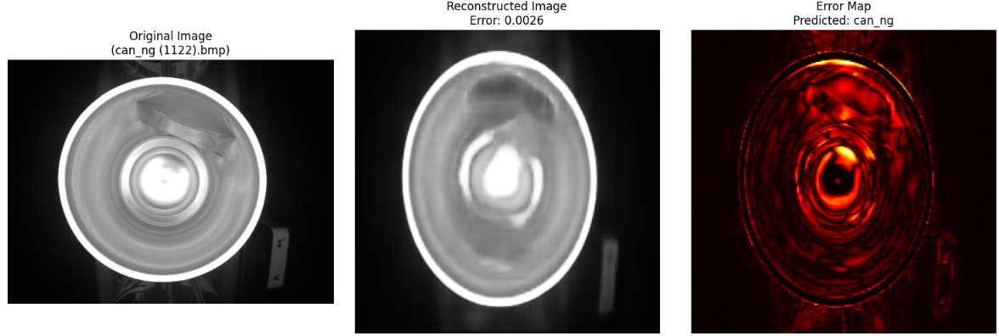 Original Image
(can_ng (1122).bmp)
Reconstructed Image
Error: 0.0026
Error Map
Predicted: can_ng